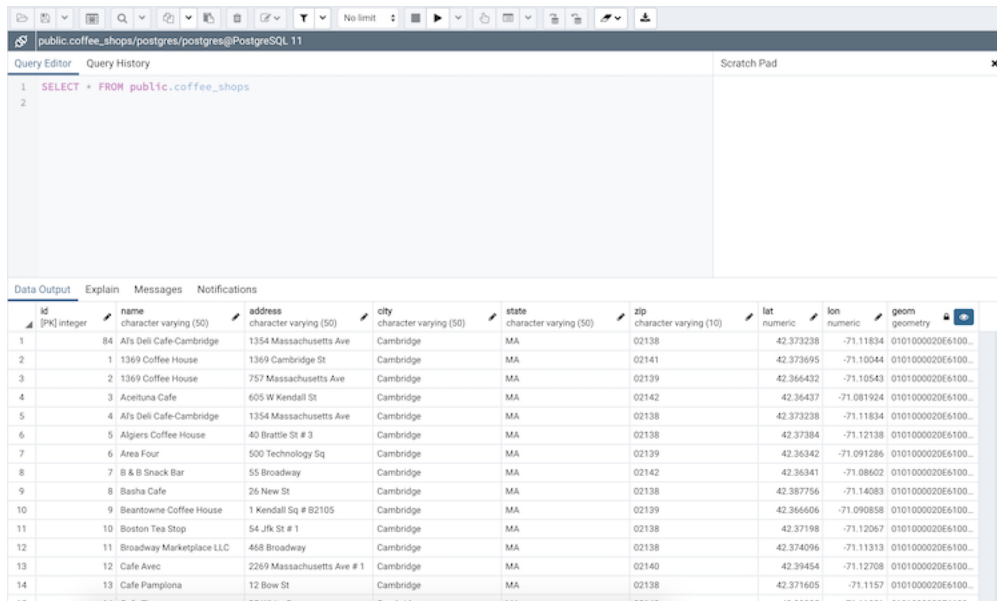 No limit
public.coffee_shops/postgres/postgres@PostgreSQL 11
Query Editor Query History Scratch Pad
1 SELECT * FROM public.coffee_shops
2
Data Output Explain Messages Notifications
id name address city state zip lat lon geom
[PK] integer character varying (50) character varying (50) character varying (50) character varying (50) character varying (10) numeric numeric geometry
1 84 Al's Deli Cafe-Cambridge 1354 Massachusetts Ave Cambridge MA 02138 42.373238 -71.11834 0101000020E6100...
2 1 1369 Coffee House 1369 Cambridge St Cambridge MA 02141 42.373695 -71.10044 0101000020E6100...
3 2 1369 Coffee House 757 Massachusetts Ave Cambridge MA 02139 42.366432 -71.10543 0101000020E6100...
4 3 Aceituna Cafe 605 W Kendall St Cambridge MA 02142 42.36437 -71.081924 0101000020E6100...
5 4 Al's Deli Cafe-Cambridge 1354 Massachusetts Ave Cambridge MA 02138 42.373238 -71.11834 0101000020E6100...
6 5 Algiers Coffee House 40 Brattle St # 3 Cambridge MA 02138 42.37384 -71.12138 0101000020E6100...
7 6 Area Four 500 Technology Sq Cambridge MA 02139 42.36342 -71.091286 0101000020E6100...
8 7 B & B Snack Bar 55 Broadway Cambridge MA 02142 42.36341 -71.08602 0101000020E6100...
9 8 Basha Cafe 26 New St Cambridge MA 02138 42.387756 -71.14083 0101000020E6100...
10 9 Beantowne Coffee House 1 Kendall Sq # B2105 Cambridge MA 02139 42.366606 -71.090858 0101000020E6100...
11 10 Boston Tea Stop 54 Jfk St # 1 Cambridge MA 02138 42.37198 -71.12067 0101000020E6100...
12 11 Broadway Marketplace LLC 468 Broadway Cambridge MA 02138 42.374096 -71.11313 0101000020E6100...
13 12 Cafe Avec 2269 Massachusetts Ave # 1 Cambridge MA 02140 42.39454 -71.12708 0101000020E6100...
14 13 Cafe Pamplona 12 Bow St Cambridge MA 02138 42.371605 -71.1157 0101000020E6100...